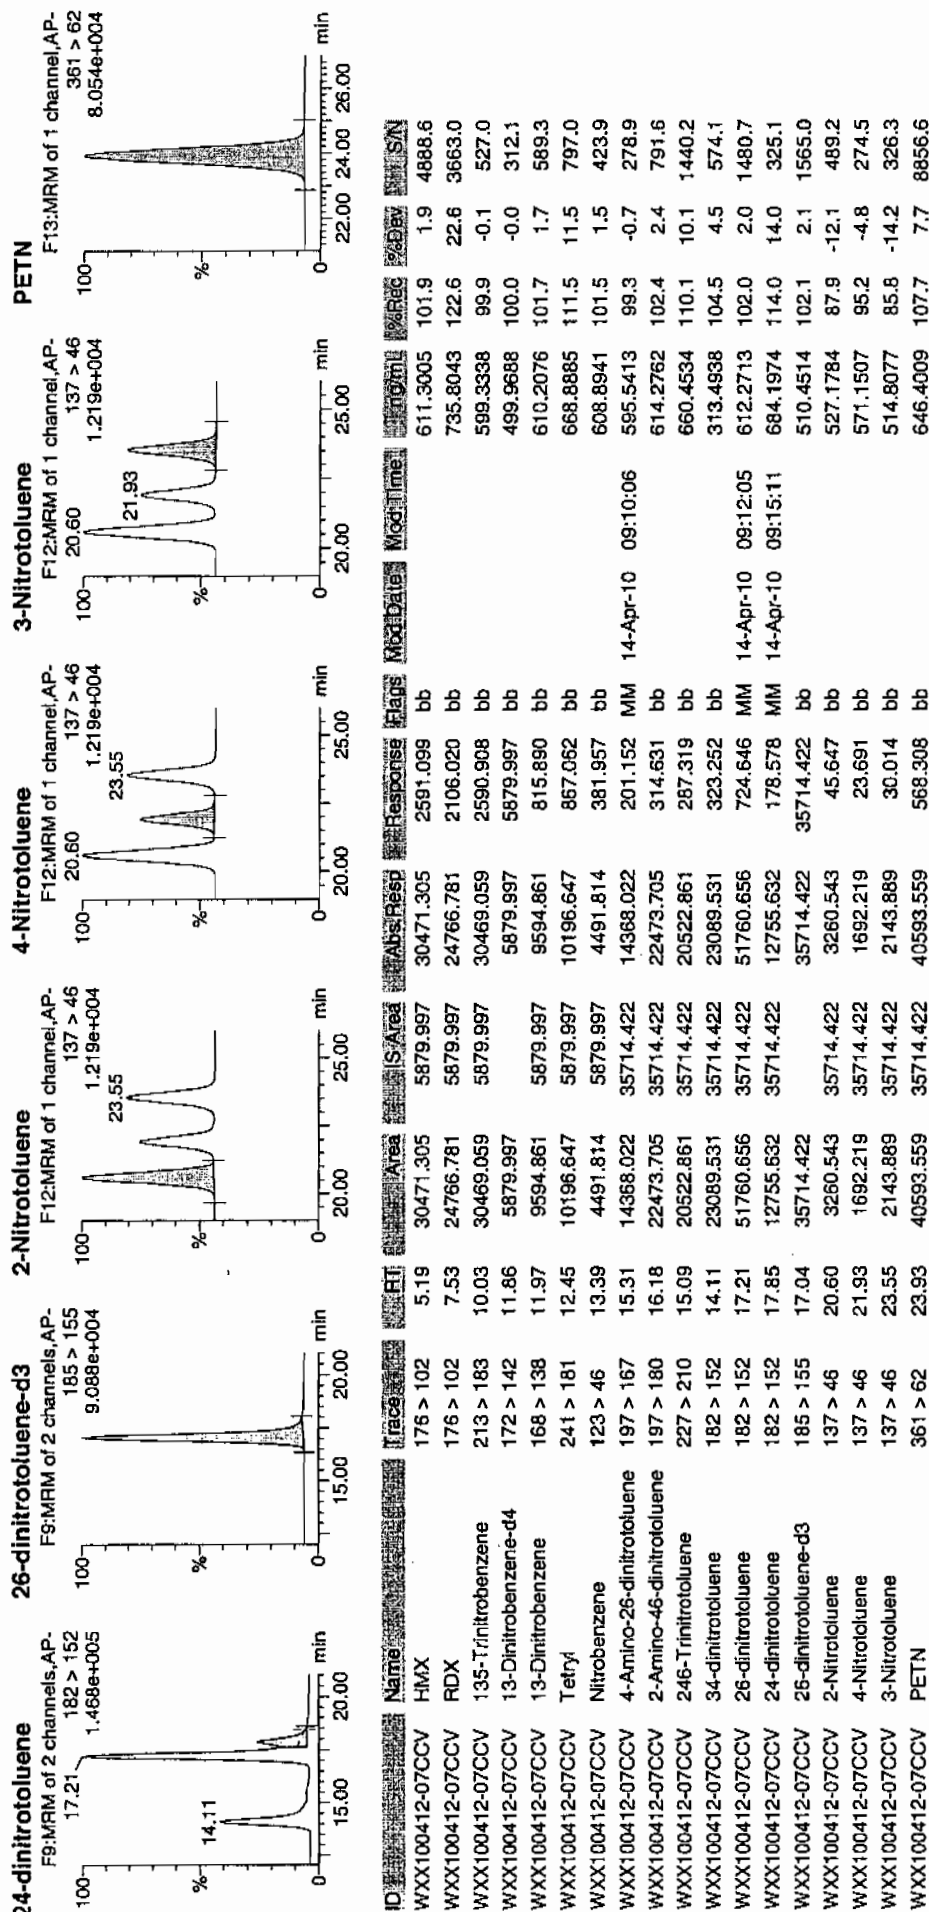 24-dinitrotoluene
F9:MRM of 2 channels,AP-
182 > 152
1.468e+005
17.21
14.11
100
%
0
15.00 20.00 min
26-dinitrotoluene-d3
F9:MRM of 2 channels,AP-
185 > 155
9.088e+004
100
%
0
15.00 20.00 min
2-Nitrotoluene
F12:MRM of 1 channel,AP-
137 > 46
1.219e+004
23.55
100
%
0
20.00 25.00 min
4-Nitrotoluene
F12:MRM of 1 channel,AP-
137 > 46
1.219e+004
20.60
23.55
100
%
0
20.00 25.00 min
3-Nitrotoluene
F12:MRM of 1 channel,AP-
137 > 46
1.219e+004
20.60
21.93
100
%
0
20.00 25.00 min
PETN
F13:MRM of 1 channel,AP-
361 > 62
8.054e+004
100
%
0
22.00 24.00 26.00 min
ID Name Trace RT Area IS Area Abs.Resp Response Flags Mod.Date Mod.Time ng/mL %Rec %Dev S/N
WXX100412-07CCV HMX 176 > 102 5.19 30471.305 5879.997 30471.305 2591.099 bb 611.3005 101.9 1.9 4888.6
WXX100412-07CCV RDX 176 > 102 7.53 24766.781 5879.997 24766.781 2106.020 bb 735.8043 122.6 22.6 3663.0
WXX100412-07CCV 135-Trinitrobenzene 213 > 183 10.03 30469.059 5879.997 30469.059 2590.908 bb 599.3338 99.9 -0.1 527.0
WXX100412-07CCV 13-Dinitrobenzene-d4 172 > 142 11.86 5879.997 5879.997 5879.997 bb 499.9688 100.0 -0.0 312.1
WXX100412-07CCV 13-Dinitrobenzene 168 > 138 11.97 9594.861 5879.997 9594.861 815.890 bb 610.2076 101.7 1.7 589.3
WXX100412-07CCV Tetryl 241 > 181 12.45 10196.647 5879.997 10196.647 867.062 bb 668.8885 111.5 11.5 797.0
WXX100412-07CCV Nitrobenzene 123 > 46 13.39 4491.814 5879.997 4491.814 381.957 bb 608.8941 101.5 1.5 423.9
WXX100412-07CCV 4-Amino-26-dinitrotoluene 197 > 167 15.31 14368.022 35714.422 14368.022 201.152 MM 14-Apr-10 09:10:06 595.5413 99.3 -0.7 278.9
WXX100412-07CCV 2-Amino-46-dinitrotoluene 197 > 180 16.18 22473.705 35714.422 22473.705 314.631 bb 614.2762 102.4 2.4 791.6
WXX100412-07CCV 246-Trinitrotoluene 227 > 210 15.09 20522.861 35714.422 20522.861 287.319 bb 660.4534 110.1 10.1 1440.2
WXX100412-07CCV 34-dinitrotoluene 182 > 152 14.11 23089.531 35714.422 23089.531 323.252 bb 313.4938 104.5 4.5 574.1
WXX100412-07CCV 26-dinitrotoluene 182 > 152 17.21 51760.656 35714.422 51760.656 724.646 MM 14-Apr-10 09:12:05 612.2713 102.0 2.0 1480.7
WXX100412-07CCV 24-dinitrotoluene 182 > 152 17.85 12755.632 35714.422 12755.632 178.578 MM 14-Apr-10 09:15:11 684.1974 114.0 14.0 325.1
WXX100412-07CCV 26-dinitrotoluene-d3 185 > 155 17.04 35714.422 35714.422 35714.422 bb 510.4514 102.1 2.1 1565.0
WXX100412-07CCV 2-Nitrotoluene 137 > 46 20.60 3260.543 35714.422 3260.543 45.647 bb 527.1784 87.9 -12.1 489.2
WXX100412-07CCV 4-Nitrotoluene 137 > 46 21.93 1692.219 35714.422 1692.219 23.691 bb 571.1507 95.2 -4.8 274.5
WXX100412-07CCV 3-Nitrotoluene 137 > 46 23.55 2143.889 35714.422 2143.889 30.014 bb 514.8077 85.8 -14.2 326.3
WXX100412-07CCV PETN 361 > 62 23.93 40593.559 35714.422 40593.559 568.308 bb 646.4009 107.7 7.7 8856.6